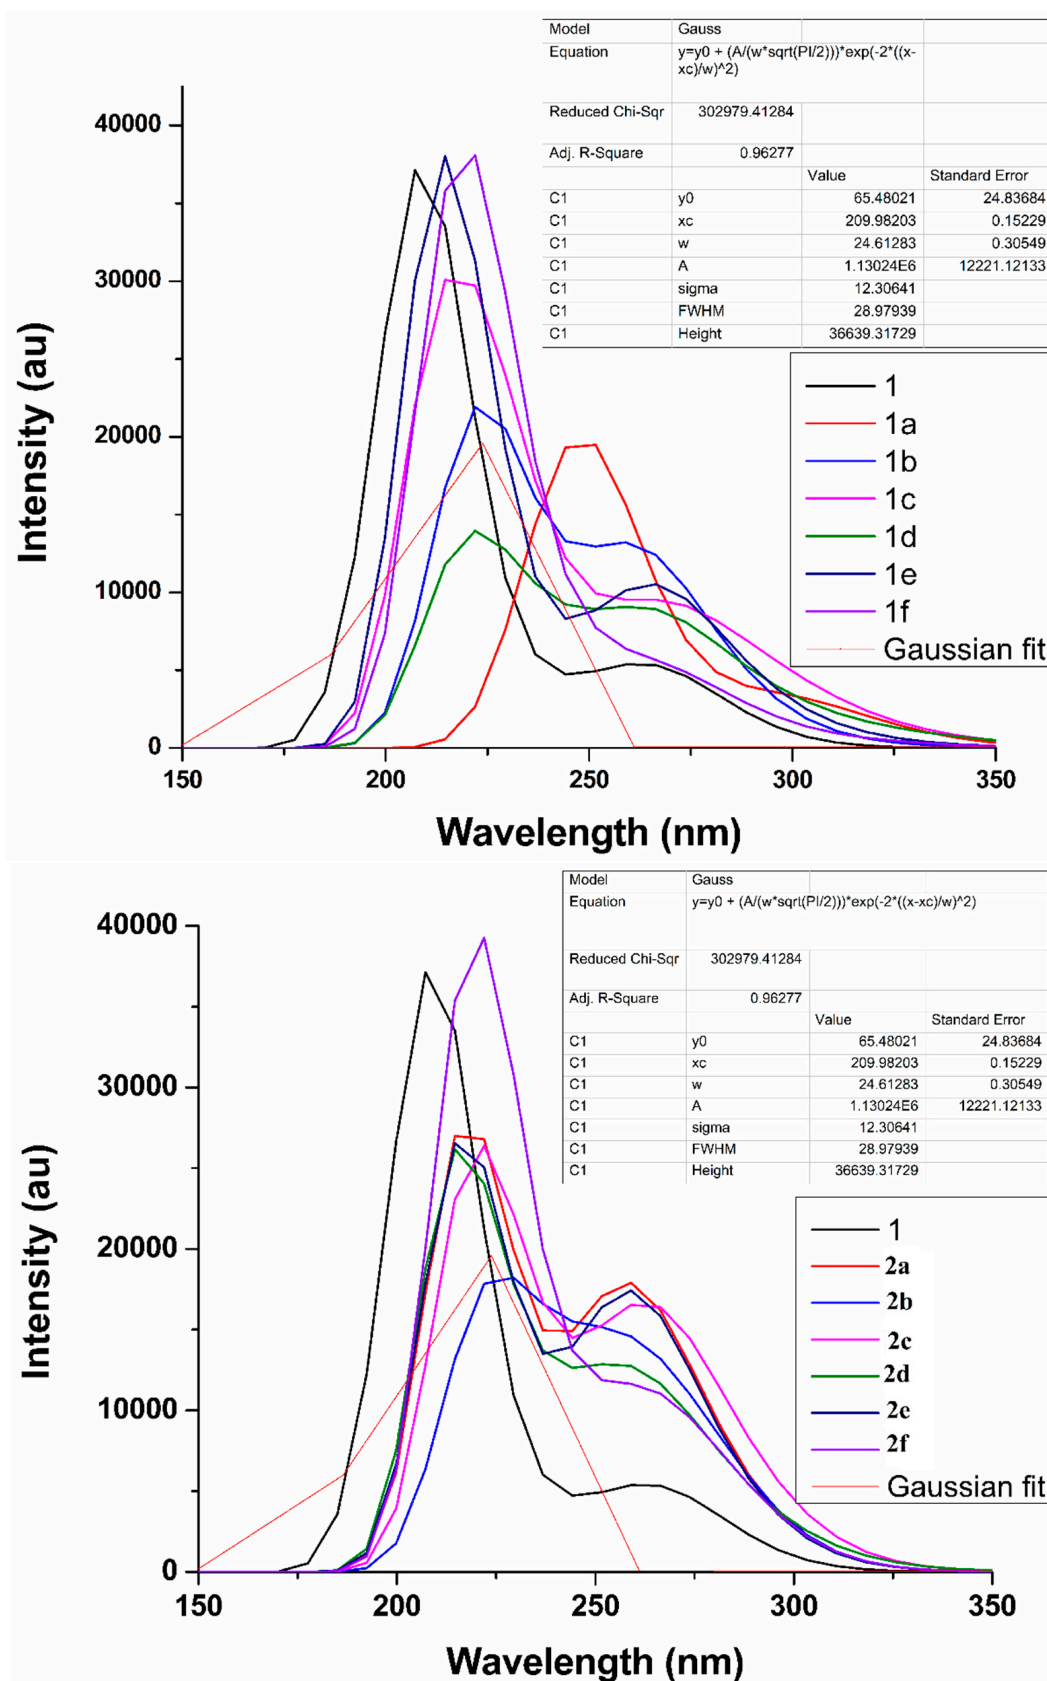 Model Gauss
Equation y=y0 + (A/(w*sqrt(PI/2)))*exp(-2*((x-
xc)/w)^2)
Reduced Chi-Sqr 302979.41284
Adj. R-Square 0.96277
Value Standard Error
C1 y0 65.48021 24.83684
C1 xc 209.98203 0.15229
C1 w 24.61283 0.30549
C1 A 1.13024E6 12221.12133
C1 sigma 12.30641
C1 FWHM 28.97939
C1 Height 36639.31729
40000
30000
20000
10000
0
Intensity (au)
1
1a
1b
1c
1d
1e
1f
Gaussian fit
150 200 250 300 350
Wavelength (nm)
Model Gauss
Equation y=y0 + (A/(w*sqrt(PI/2)))*exp(-2*((x-xc)/w)^2)
Reduced Chi-Sqr 302979.41284
Adj. R-Square 0.96277
Value Standard Error
C1 y0 65.48021 24.83684
C1 xc 209.98203 0.15229
C1 w 24.61283 0.30549
C1 A 1.13024E6 12221.12133
C1 sigma 12.30641
C1 FWHM 28.97939
C1 Height 36639.31729
40000
30000
20000
10000
0
Intensity (au)
1
2a
2b
2c
2d
2e
2f
Gaussian fit
150 200 250 300 350
Wavelength (nm)